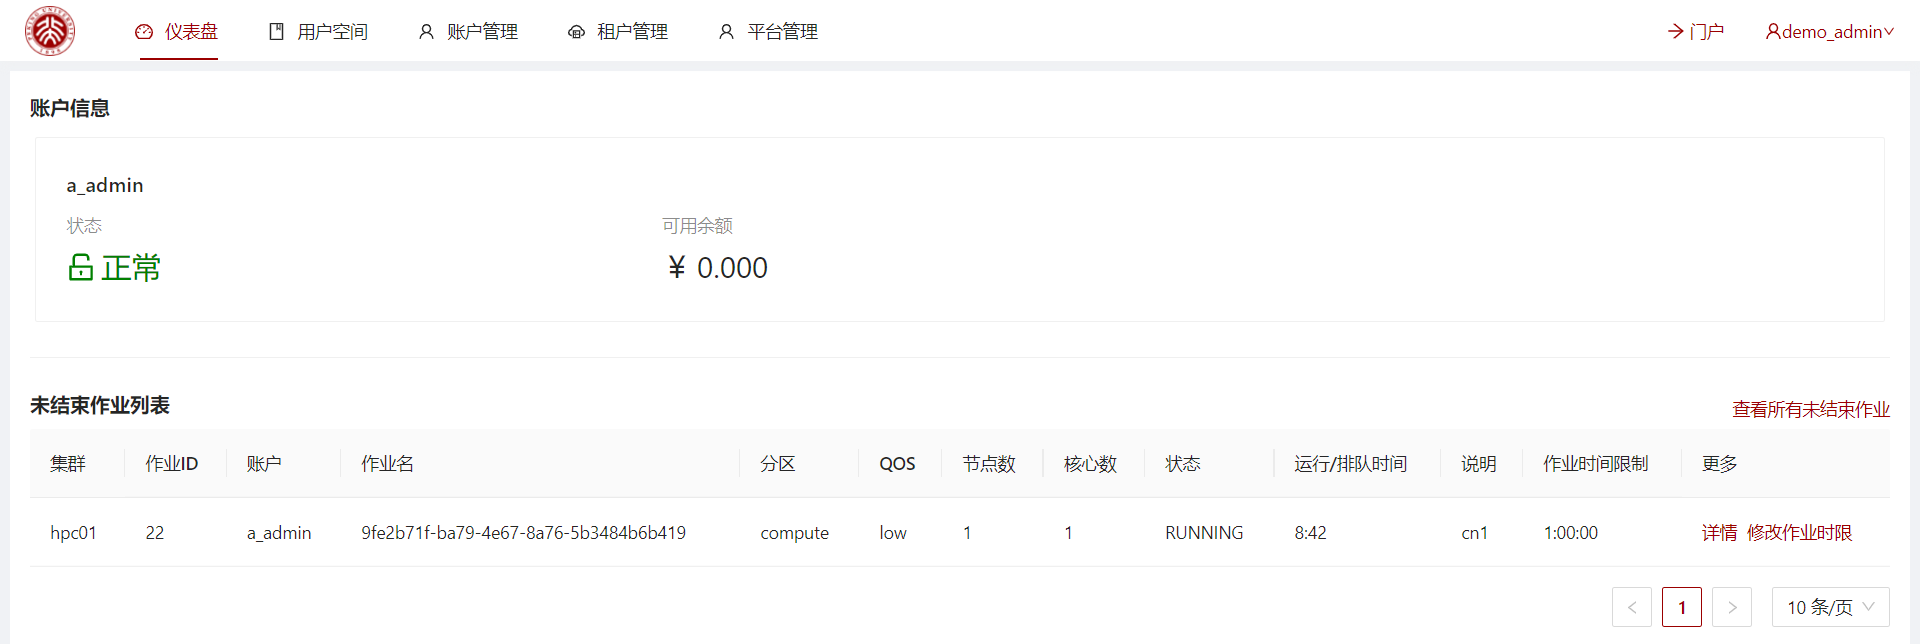 仪表盘 用户空间 账户管理 租户管理 平台管理 门户 demo_admin
账户信息
a_admin
状态 可用余额
正常 ¥ 0.000
未结束作业列表 查看所有未结束作业
集群 作业ID 账户 作业名 分区 QOS 节点数 核心数 状态 运行/排队时间 说明 作业时间限制 更多
hpc01 22 a_admin 9fe2b71f-ba79-4e67-8a76-5b3484b6b419 compute low 1 1 RUNNING 8:42 cn1 1:00:00 详情 修改作业时限
< 1 > 10 条/页